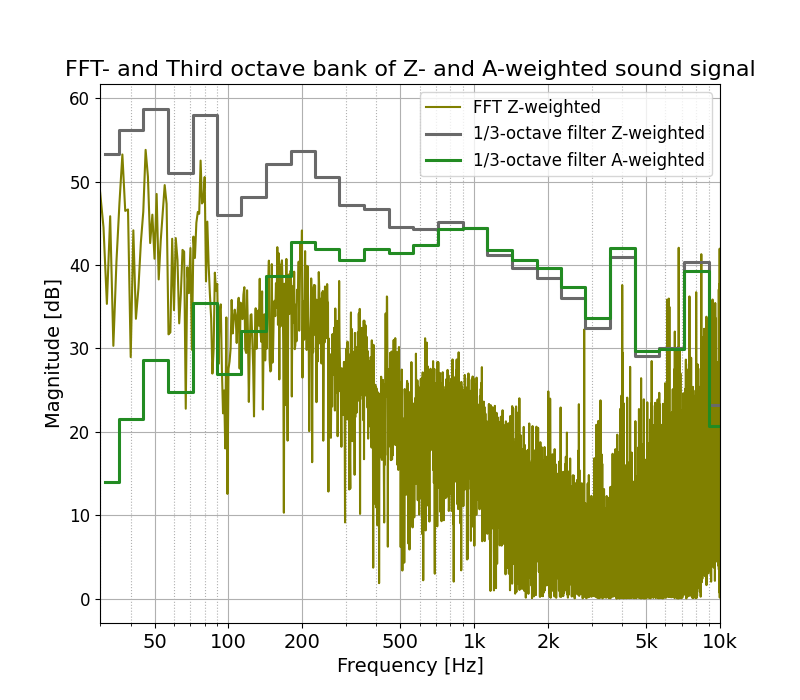 FFT- and Third octave bank of Z- and A-weighted sound signal
FFT Z-weighted
1/3-octave filter Z-weighted
1/3-octave filter A-weighted
Magnitude [dB]
60
50
40
30
20
10
0
50 100 200 500 1k 2k 5k 10k
Frequency [Hz]